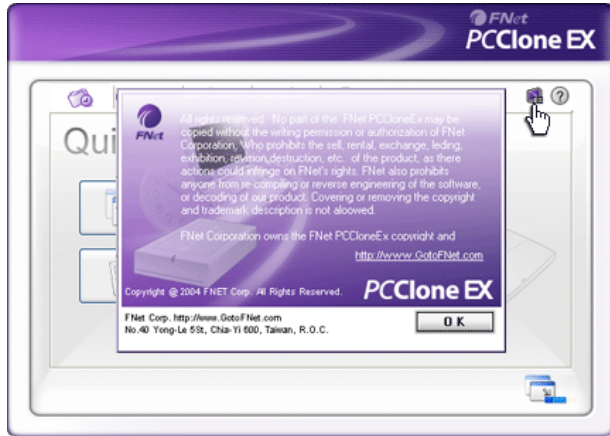 FNet
PCClone EX
Qui
FNet
All rights reserved. No part of the FNet PCCloneEx may be
copied without the writing permission or authorization of FNet
Corporation, Who prohibits the sell, rental, exchange, leding,
exhibition, revision,destruction, etc. of the product, as there
actions could infringe on FNet's rights. FNet also prohibits
anyone from re-compiling or reverse engineering of the software,
or decoding of our product. Covering or removing the copyright
and trademark description is not aloowed.
FNet Corporation owns the FNet PCCloneEx copyright and
http://www.GotoFNet.com
Copyright @ 2004 FNET Corp. All Rights Reserved.
PCClone EX
FNet Corp. http://www.GotoFNet.com
No.40 Yong-Le 5St, Chia-Yi 600, Taiwan, R.O.C.
OK